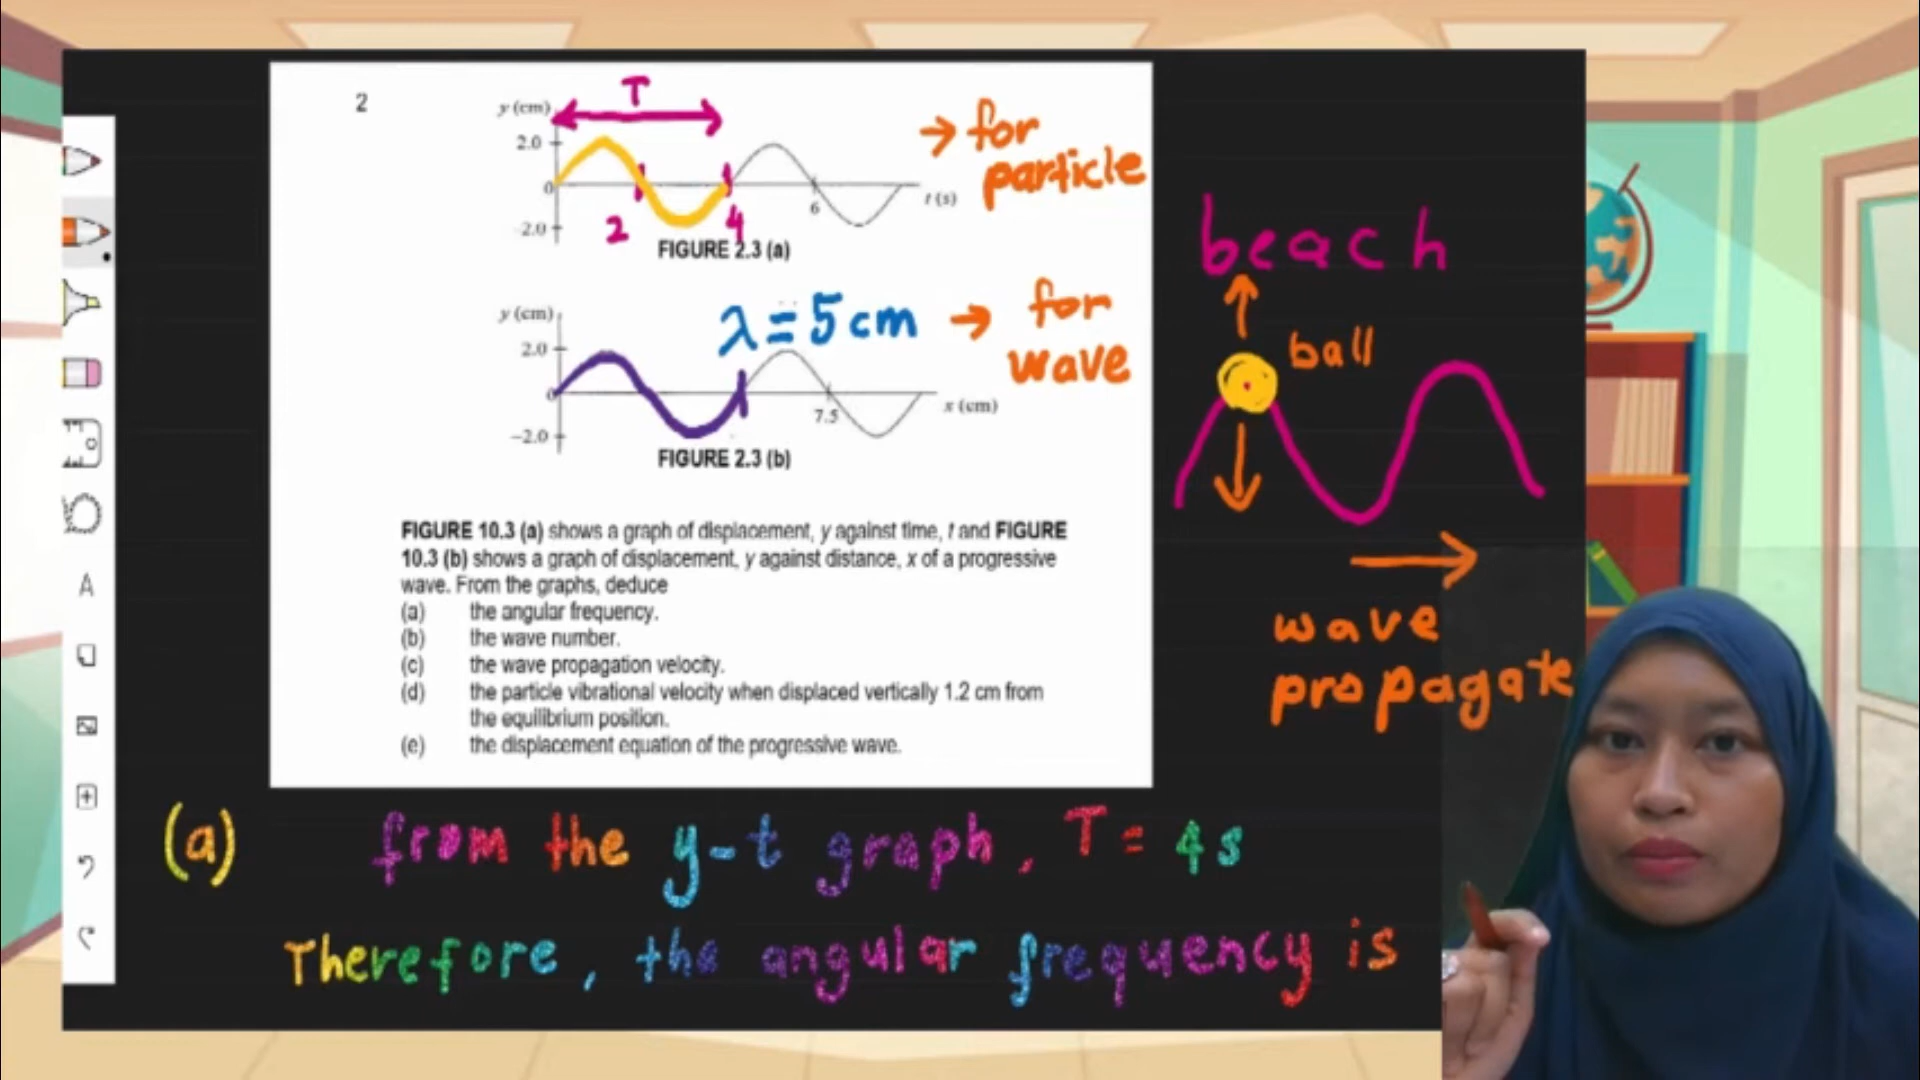 2
y (cm)
T
2.0
0
t (s)
6
-2.0
2
4
FIGURE 2.3 (a)
→ for
particle
y (cm)
λ = 5 cm
2.0
0
x (cm)
7.5
-2.0
FIGURE 2.3 (b)
→ for
wave
FIGURE 10.3 (a) shows a graph of displacement, y against time, t and FIGURE
10.3 (b) shows a graph of displacement, y against distance, x of a progressive
wave. From the graphs, deduce
(a) the angular frequency.
(b) the wave number.
(c) the wave propagation velocity.
(d) the particle vibrational velocity when displaced vertically 1.2 cm from
the equilibrium position.
(e) the displacement equation of the progressive wave.
beach
ball
wave
propagate
A
(a) from the y-t graph, T = 4s
Therefore, the angular frequency is